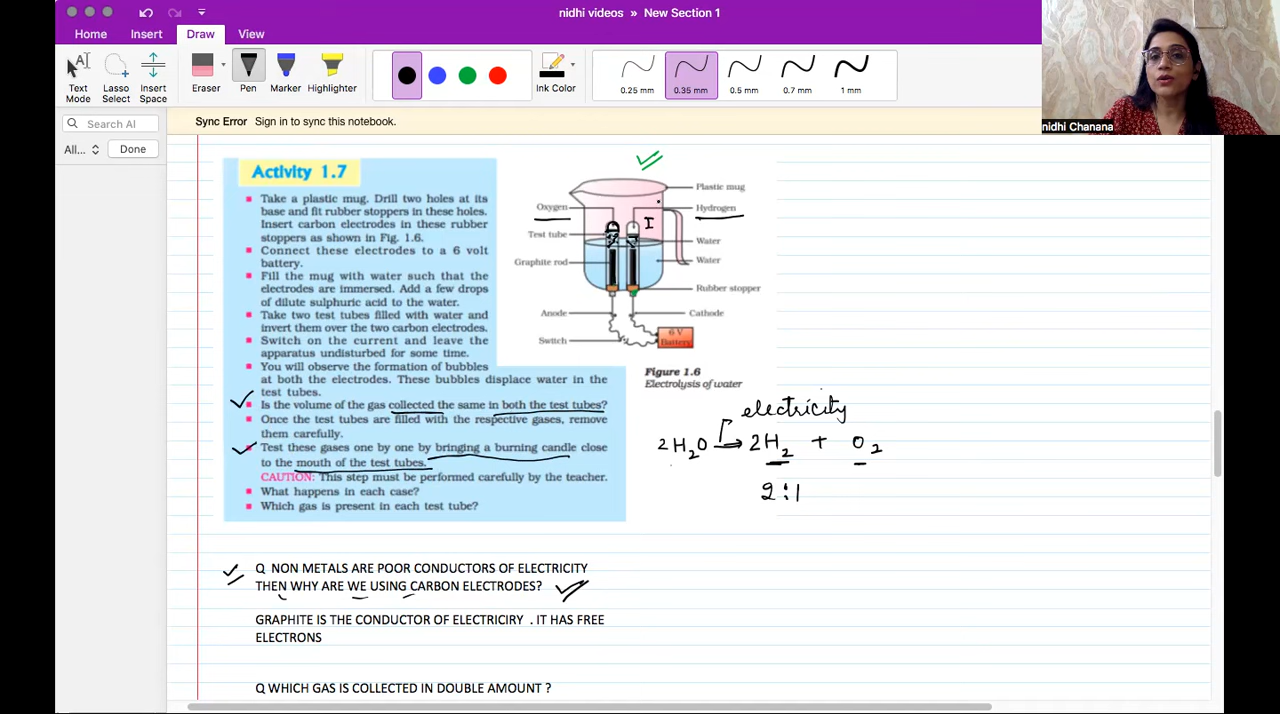 nidhi videos » New Section 1
Home Insert Draw View
Text Mode
Lasso Select
Insert Space
Eraser
Pen
Marker
Highlighter
Ink Color
0.25 mm
0.35 mm
0.5 mm
0.7 mm
1 mm
nidhi Chanana
Search Al
Sync Error Sign in to sync this notebook.
All...
Done
Activity 1.7
Take a plastic mug. Drill two holes at its
base and fit rubber stoppers in these holes.
Insert carbon electrodes in these rubber
stoppers as shown in Fig. 1.6.
Connect these electrodes to a 6 volt
battery.
Fill the mug with water such that the
electrodes are immersed. Add a few drops
of dilute sulphuric acid to the water.
Take two test tubes filled with water and
invert them over the two carbon electrodes.
Switch on the current and leave the
apparatus undisturbed for some time.
You will observe the formation of bubbles
at both the electrodes. These bubbles displace water in the
test tubes.
Is the volume of the gas collected the same in both the test tubes?
Once the test tubes are filled with the respective gases, remove
them carefully.
Test these gases one by one by bringing a burning candle close
to the mouth of the test tubes.
CAUTION: This step must be performed carefully by the teacher.
What happens in each case?
Which gas is present in each test tube?
Plastic mug
Oxygen
Hydrogen
I
Test tube
Water
Graphite rod
Water
Rubber stopper
Anode
Cathode
Switch
6 V
Battery
Figure 1.6
Electrolysis of water
electricity
2H2O → 2H2 + O2
2:1
Q NON METALS ARE POOR CONDUCTORS OF ELECTRICITY
THEN WHY ARE WE USING CARBON ELECTRODES?
GRAPHITE IS THE CONDUCTOR OF ELECTRICIRY . IT HAS FREE
ELECTRONS
Q WHICH GAS IS COLLECTED IN DOUBLE AMOUNT ?